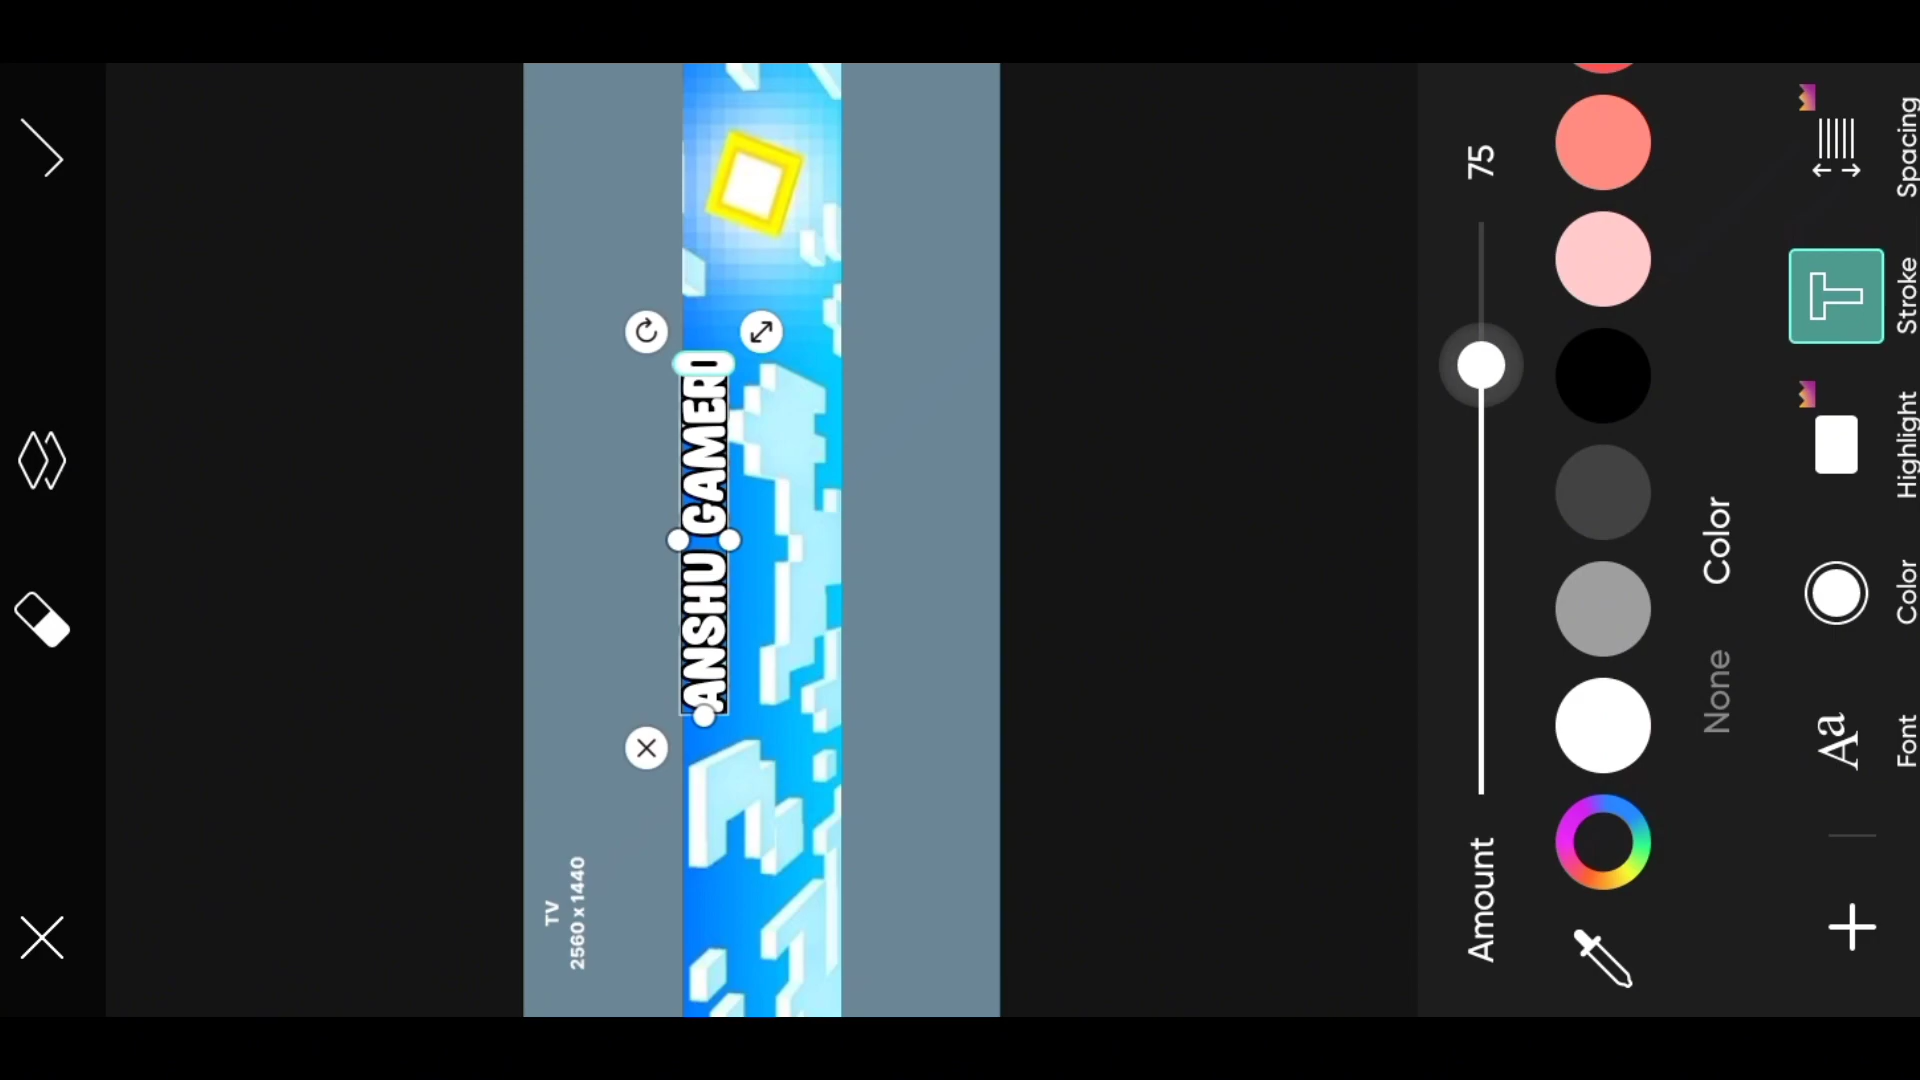 TV
2560 x 1440
ANSHU GAMER
Amount 75
None Color
Aa
Font
Color
Highlight
T
Stroke
Spacing